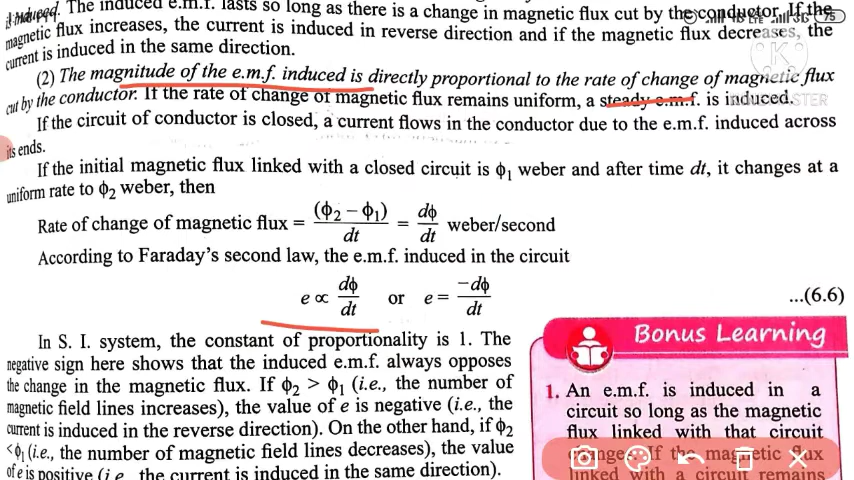 induced. The induced e.m.f. lasts so long as there is a change in magnetic flux cut by the conductor. If the
magnetic flux increases, the current is induced in reverse direction and if the magnetic flux decreases, the
current is induced in the same direction.
(2) The magnitude of the e.m.f. induced is directly proportional to the rate of change of magnetic flux
cut by the conductor. If the rate of change of magnetic flux remains uniform, a steady e.m.f. is induced.
If the circuit of conductor is closed, a current flows in the conductor due to the e.m.f. induced across
its ends.
If the initial magnetic flux linked with a closed circuit is ϕ₁ weber and after time dt, it changes at a
uniform rate to ϕ₂ weber, then
Rate of change of magnetic flux = (ϕ₂ − ϕ₁)/dt = dϕ/dt weber/second
According to Faraday's second law, the e.m.f. induced in the circuit
e ∝ dϕ/dt or e = −dϕ/dt ...(6.6)
In S. I. system, the constant of proportionality is 1. The
negative sign here shows that the induced e.m.f. always opposes
the change in the magnetic flux. If ϕ₂ > ϕ₁ (i.e., the number of
magnetic field lines increases), the value of e is negative (i.e., the
current is induced in the reverse direction). On the other hand, if ϕ₂
< ϕ₁ (i.e., the number of magnetic field lines decreases), the value
of e is positive (i.e., the current is induced in the same direction).
Bonus Learning
1. An e.m.f. is induced in a
circuit so long as the magnetic
flux linked with that circuit
changes. If the magnetic flux
linked with a circuit remains
75
K